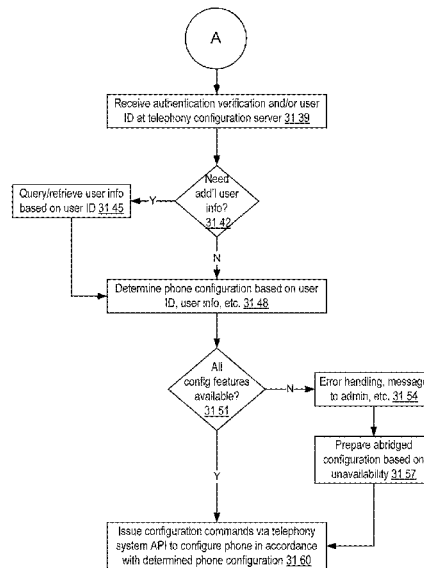 A
Receive authentication verification and/or user
ID at telephony configuration server 31.39
Need
add'l user
info?
31.42
Y
Query/retrieve user info
based on user ID 31.45
N
Determine phone configuration based on user
ID, user info, etc. 31.48
All
config features
available?
31.51
N
Error handling, message
to admin, etc. 31.54
Prepare abridged
configuration based on
unavailability 31.57
Y
Issue configuration commands via telephony
system API to configure phone in accordance
with determined phone configuration 31.60